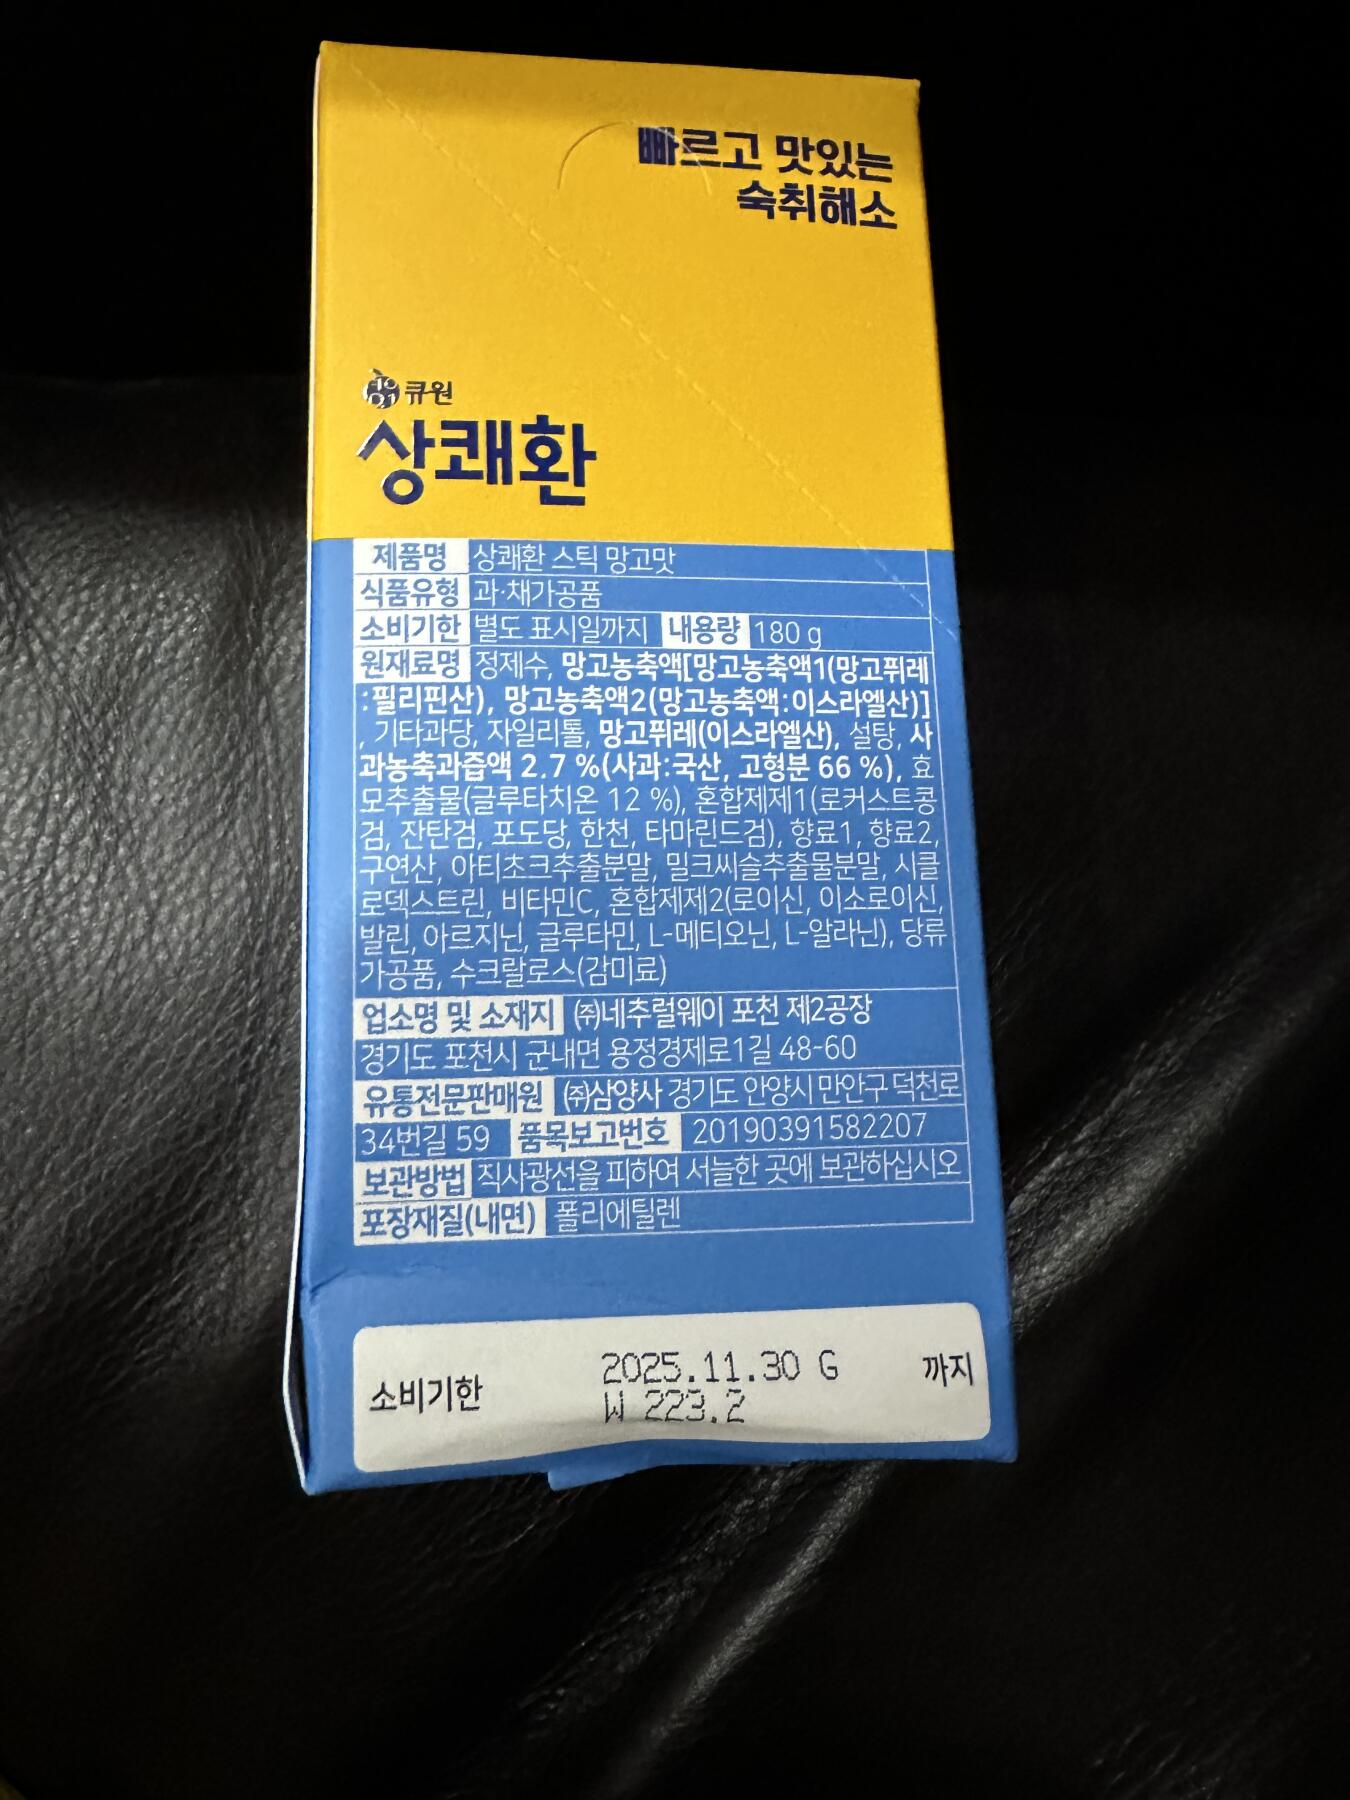 빠르고 맛있는
숙취해소
큐원
상쾌환
제품명 상쾌환 스틱 망고맛
식품유형 과·채가공품
소비기한 별도 표시일까지 내용량 180 g
원재료명 정제수, 망고농축액[망고농축액1(망고퓌레
:필리핀산), 망고농축액2(망고농축액:이스라엘산)]
, 기타과당, 자일리톨, 망고퓌레(이스라엘산), 설탕, 사
과농축과즙액 2.7 %(사과:국산, 고형분 66 %), 효
모추출물(글루타치온 12 %), 혼합제제1(로커스트콩
검, 잔탄검, 포도당, 한천, 타마린드검), 향료1, 향료2,
구연산, 아티초크추출분말, 밀크씨슬추출물분말, 시클
로덱스트린, 비타민C, 혼합제제2(로이신, 이소로이신,
발린, 아르지닌, 글루타민, L-메티오닌, L-알라닌), 당류
가공품, 수크랄로스(감미료)
업소명 및 소재지 ㈜네추럴웨이 포천 제2공장
경기도 포천시 군내면 용정경제로1길 48-60
유통전문판매원 ㈜삼양사 경기도 안양시 만안구 덕천로
34번길 59 품목보고번호 20190391582207
보관방법 직사광선을 피하여 서늘한 곳에 보관하십시오
포장재질(내면) 폴리에틸렌
소비기한 2025.11.30 G 까지
W 223.2